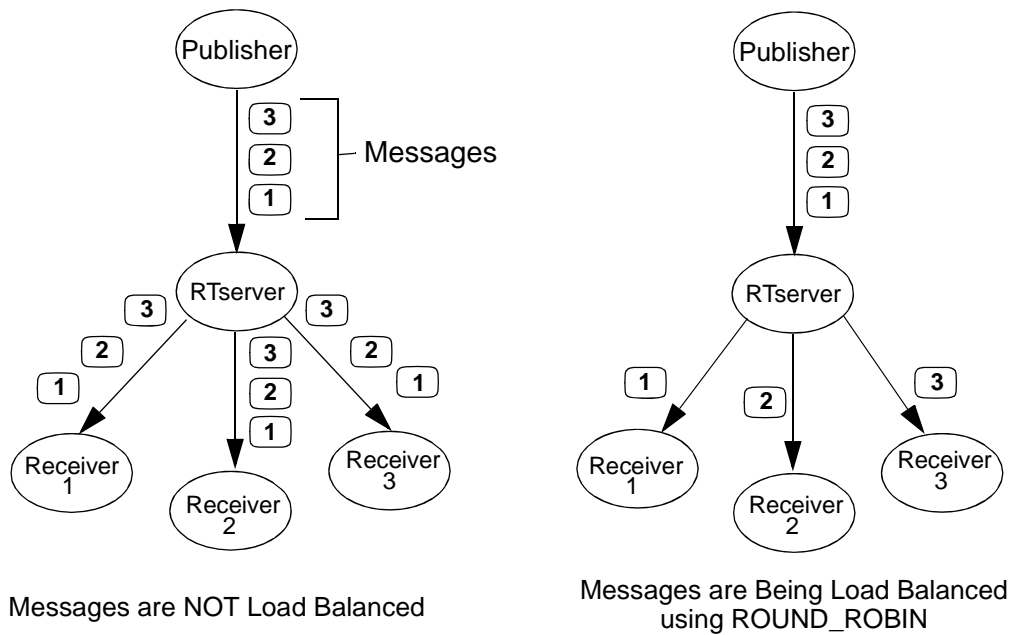 Publisher
3
2
1
Messages
RTserver
3
2
1
3
2
1
3
2
1
Receiver
1
Receiver
2
Receiver
3
Messages are NOT Load Balanced
Publisher
3
2
1
RTserver
1
2
3
Receiver
1
Receiver
2
Receiver
3
Messages are Being Load Balanced
using ROUND_ROBIN